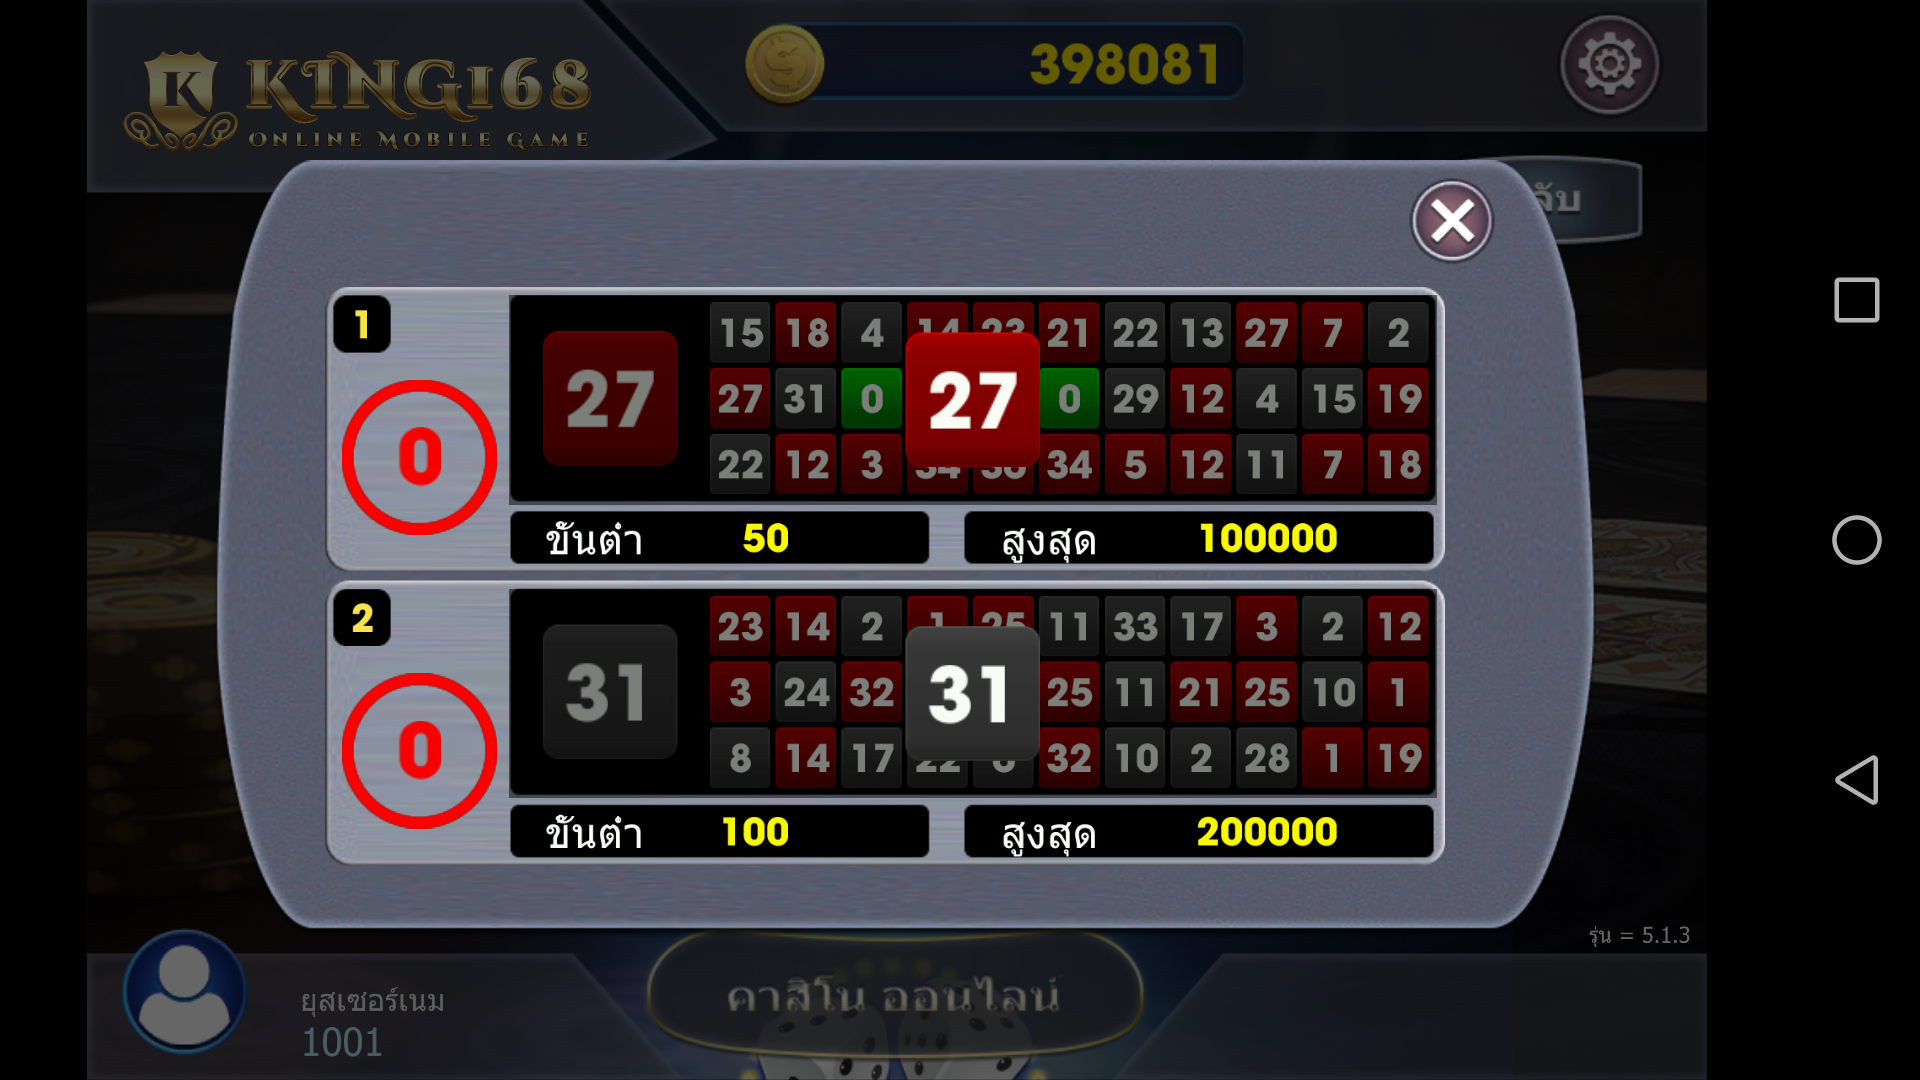 KING168
ONLINE MOBILE GAME
398081
1
0
27
15 18 4 21 22 13 27 7 2
27 31 0 27 0 29 12 4 15 19
22 12 3 34 5 12 11 7 18
ขั้นต่ำ 50 สูงสุด 100000
2
0
31
23 14 2 1 25 11 33 17 3 2 12
3 24 32 31 25 11 21 25 10 1
8 14 17 32 10 2 28 1 19
ขั้นต่ำ 100 สูงสุด 200000
รุ่น = 5.1.3
ยุสเซอร์เนม
1001
คาสิโน ออนไลน์